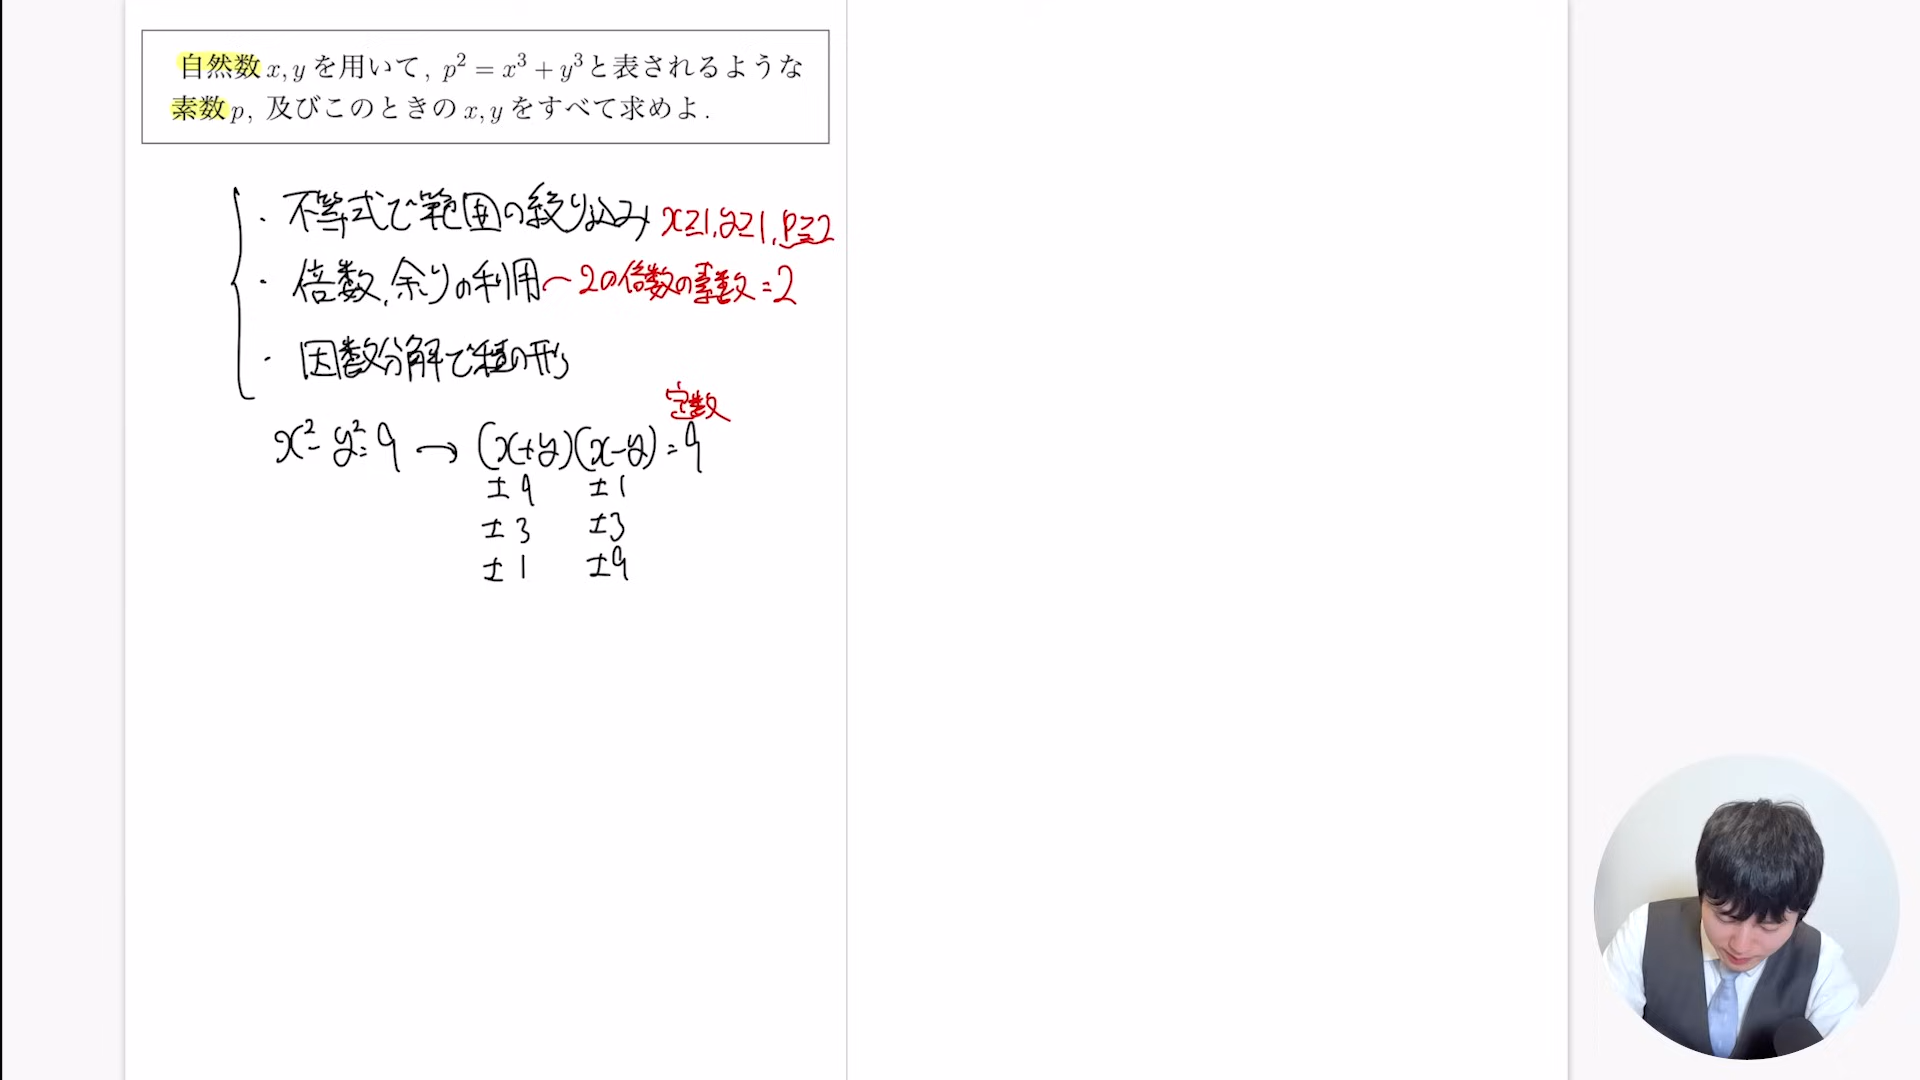 自然数 x, y を用いて, p² = x³ + y³ と表されるような
素数 p, 及びこのときの x, y をすべて求めよ.
・不等式で範囲の絞り込み x≧1, y≧1, p≧2
・倍数, 余りの利用 〜 2の倍数の素数 = 2
・因数分解で積の形
定数
x² - y² = 9 → (x+y)(x-y) = 9
±9 ±1
±3 ±3
±1 ±9